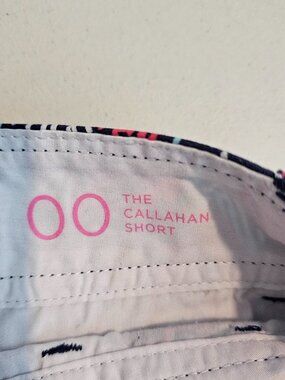 00
THE
CALLAHAN
SHORT